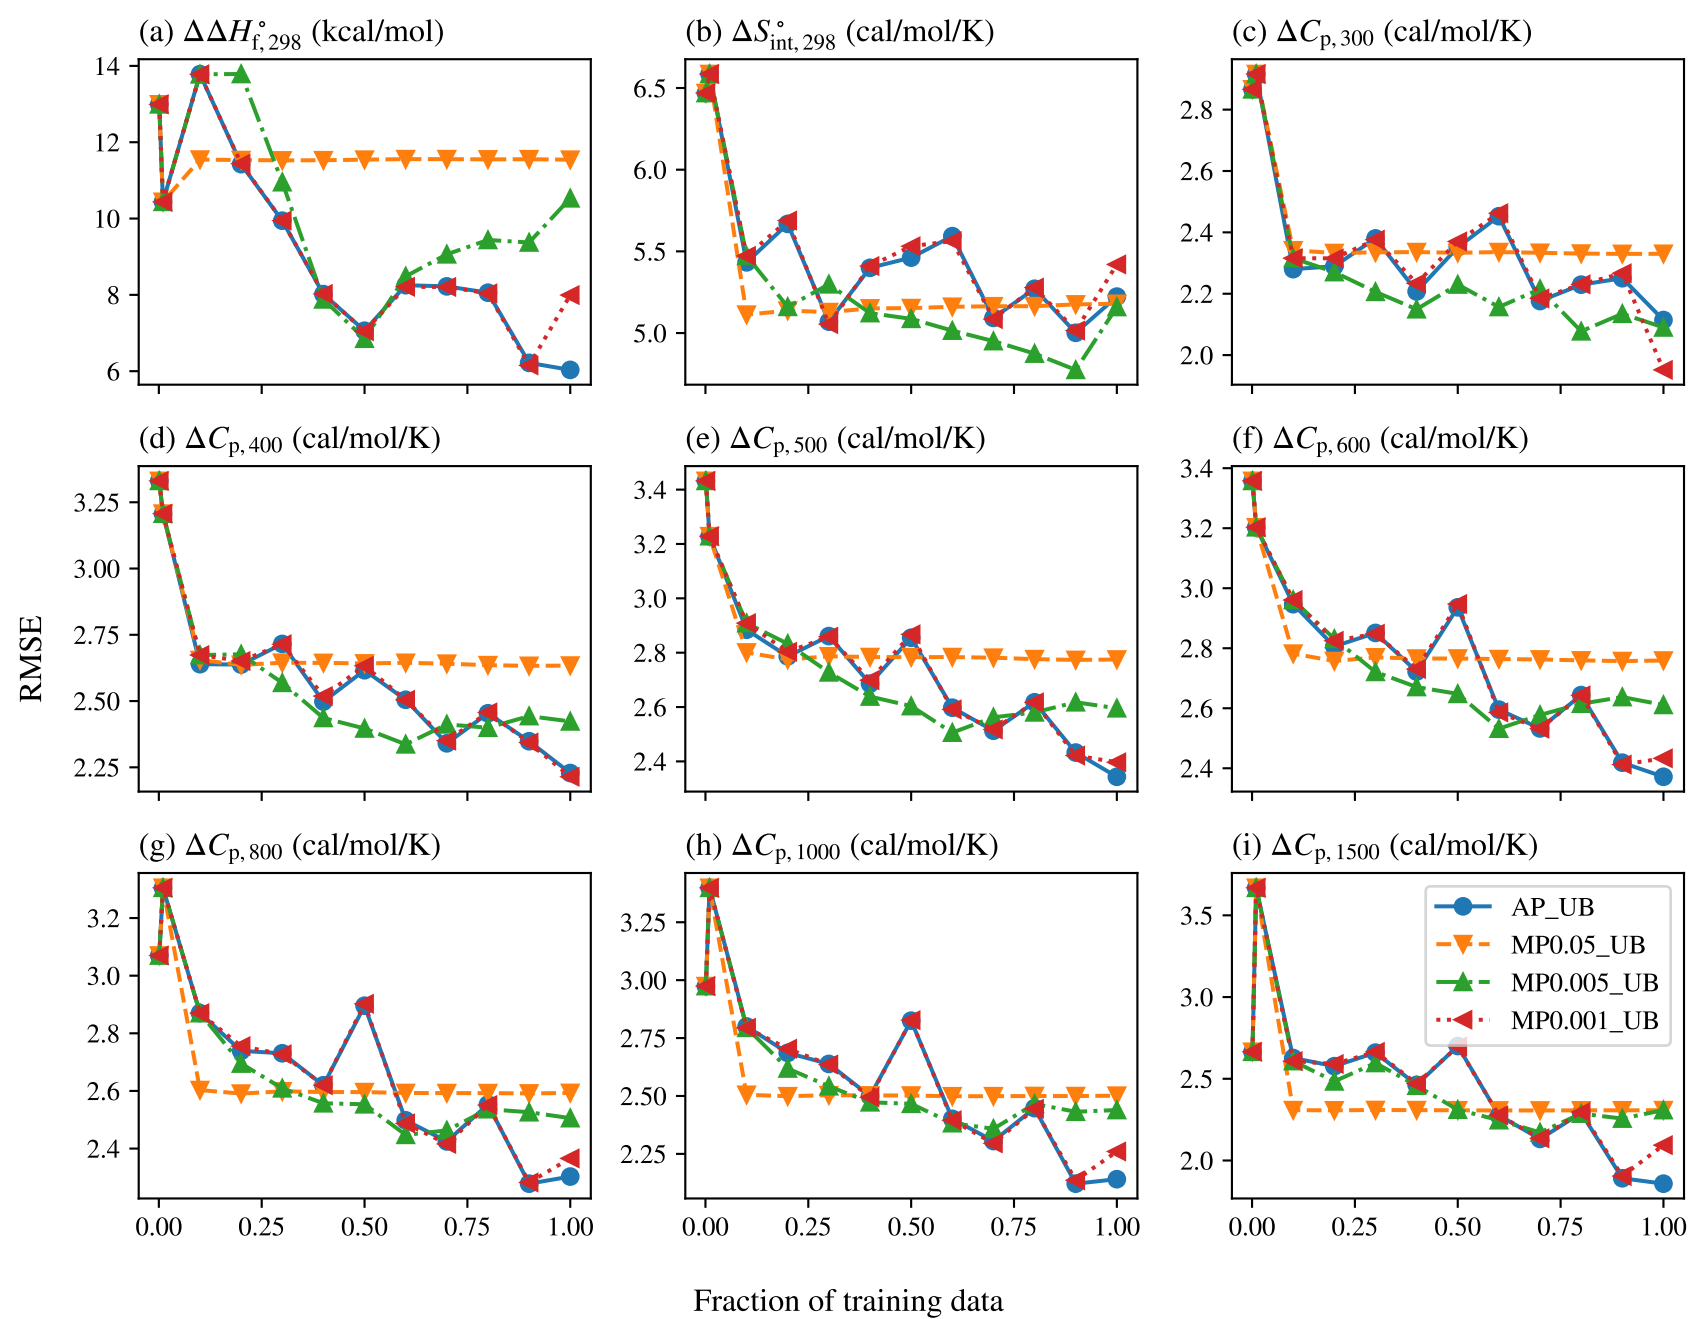 (a) ΔΔH°f, 298 (kcal/mol)
(b) ΔS°int, 298 (cal/mol/K)
(c) ΔCp, 300 (cal/mol/K)
14
12
10
8
6
6.5
6.0
5.5
5.0
2.8
2.6
2.4
2.2
2.0
(d) ΔCp, 400 (cal/mol/K)
(e) ΔCp, 500 (cal/mol/K)
(f) ΔCp, 600 (cal/mol/K)
3.25
3.00
2.75
2.50
2.25
3.4
3.2
3.0
2.8
2.6
2.4
3.4
3.2
3.0
2.8
2.6
2.4
RMSE
(g) ΔCp, 800 (cal/mol/K)
(h) ΔCp, 1000 (cal/mol/K)
(i) ΔCp, 1500 (cal/mol/K)
3.2
3.0
2.8
2.6
2.4
3.25
3.00
2.75
2.50
2.25
3.5
3.0
2.5
2.0
AP_UB
MP0.05_UB
MP0.005_UB
MP0.001_UB
0.00 0.25 0.50 0.75 1.00
0.00 0.25 0.50 0.75 1.00
0.00 0.25 0.50 0.75 1.00
Fraction of training data